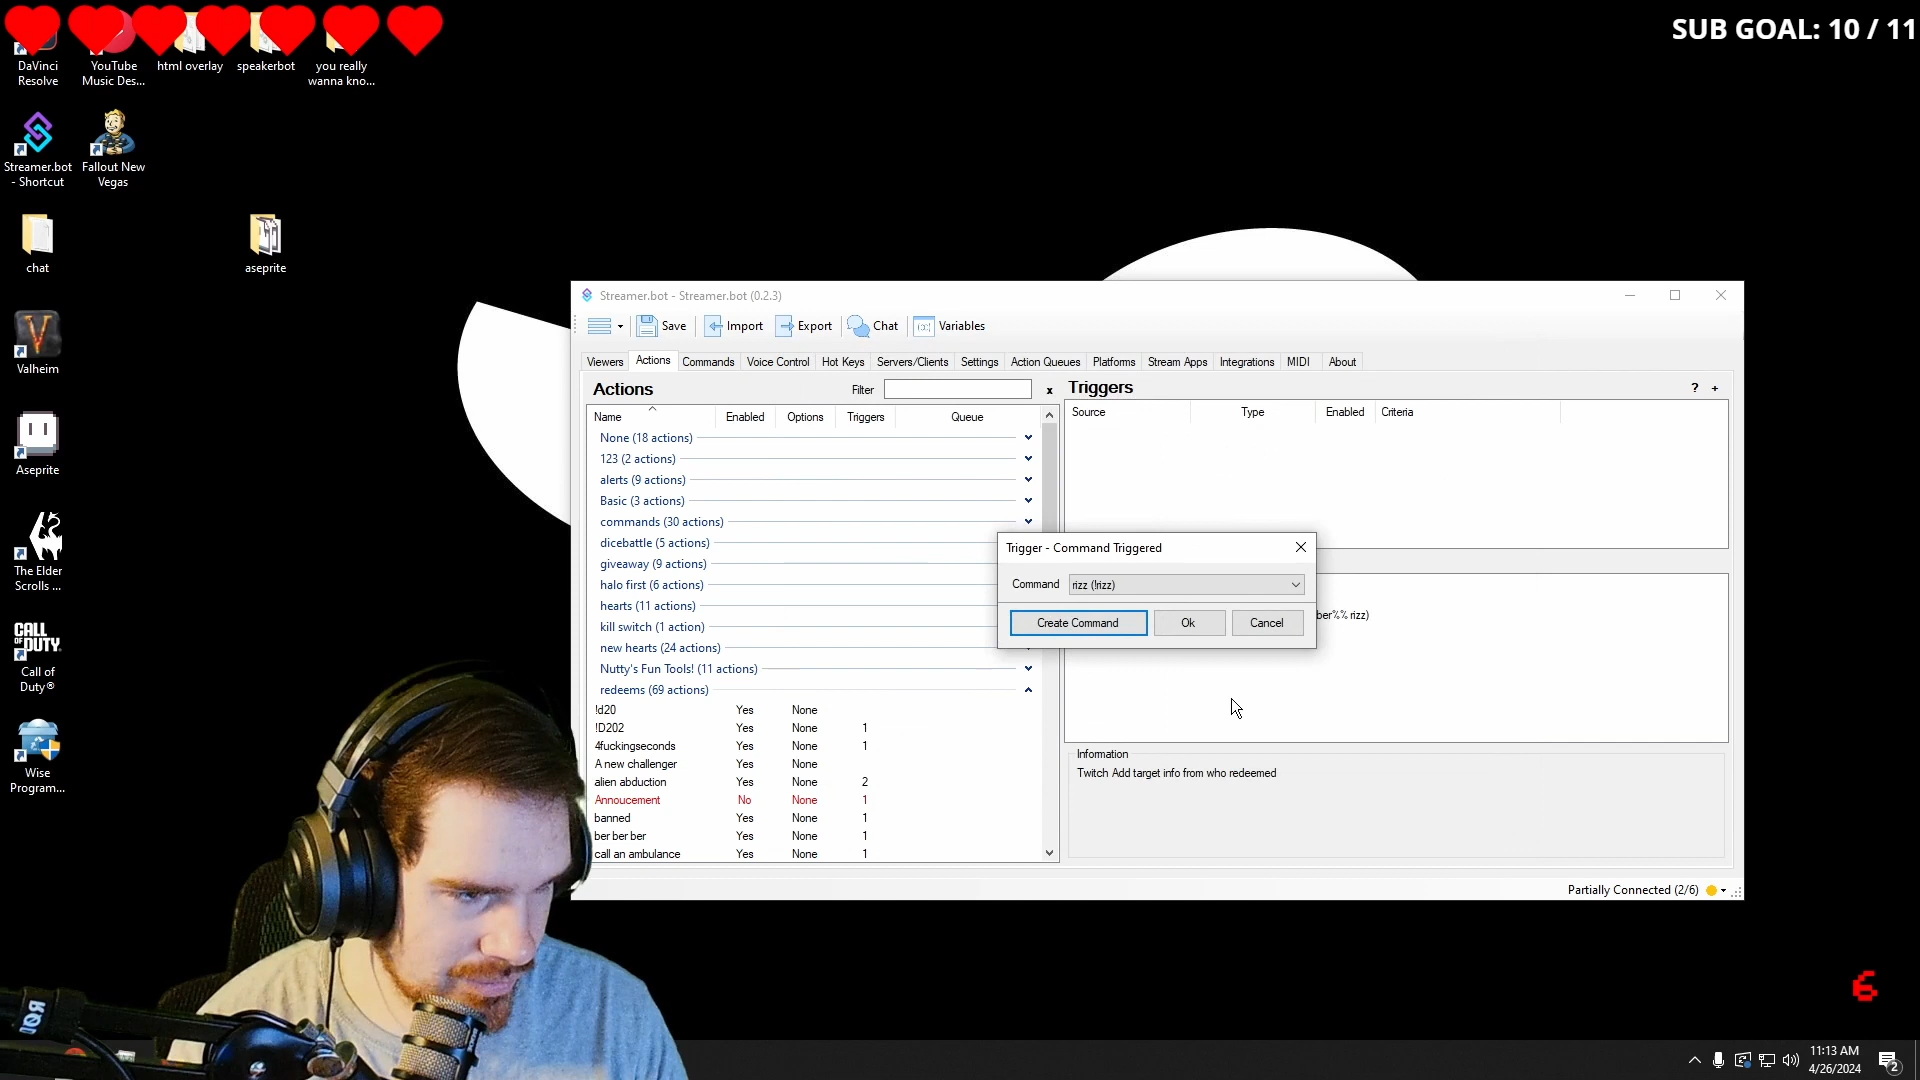 SUB GOAL: 10 / 11
DaVinci
Resolve
YouTube
Music Des...
html overlay
speakerbot
you really
wanna kno...
Streamer.bot
- Shortcut
Fallout New
Vegas
chat
aseprite
Valheim
Aseprite
The Elder
Scrolls ...
CALL OF DUTY
Call of
Duty®
Wise
Program...
Streamer.bot - Streamer.bot (0.2.3)
Save Import Export Chat Variables
Viewers Actions Commands Voice Control Hot Keys Servers/Clients Settings Action Queues Platforms Stream Apps Integrations MIDI About
Actions Filter x
Name Enabled Options Triggers Queue
None (18 actions)
123 (2 actions)
alerts (9 actions)
Basic (3 actions)
commands (30 actions)
dicebattle (5 actions)
giveaway (9 actions)
halo first (6 actions)
hearts (11 actions)
kill switch (1 action)
new hearts (24 actions)
Nutty's Fun Tools! (11 actions)
redeems (69 actions)
!d20 Yes None
!D202 Yes None 1
4fuckingseconds Yes None 1
A new challenger Yes None
alien abduction Yes None 2
Annoucement No None 1
banned Yes None 1
ber ber ber Yes None 1
call an ambulance Yes None 1
Triggers ? +
Source Type Enabled Criteria
Trigger - Command Triggered
Command rizz (!rizz)
Create Command Ok Cancel
ber%% rizz)
Information
Twitch Add target info from who redeemed
Partially Connected (2/6)
6
11:13 AM
4/26/2024
2